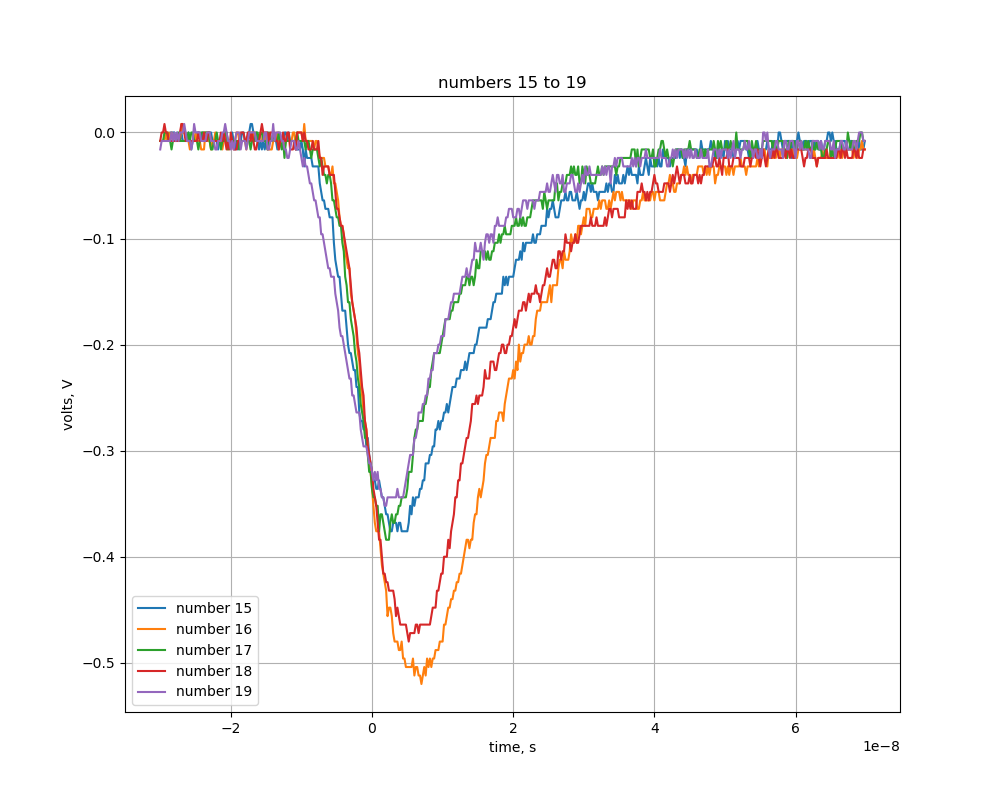 numbers 15 to 19
volts, V
0.0
−0.1
−0.2
−0.3
−0.4
−0.5
number 15
number 16
number 17
number 18
number 19
−2
0
2
4
6
time, s
1e−8